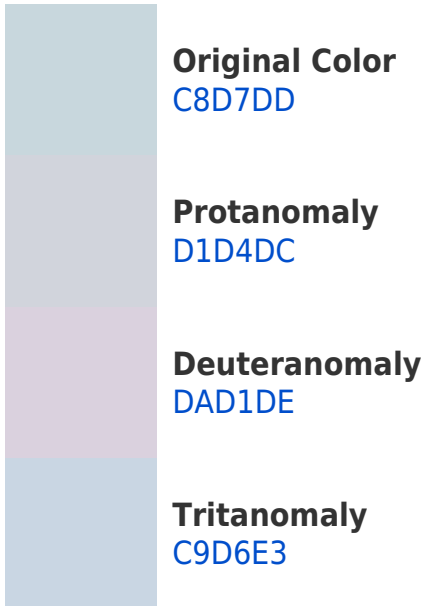 Original Color
C8D7DD
Protanomaly
D1D4DC
Deuteranomaly
DAD1DE
Tritanomaly
C9D6E3